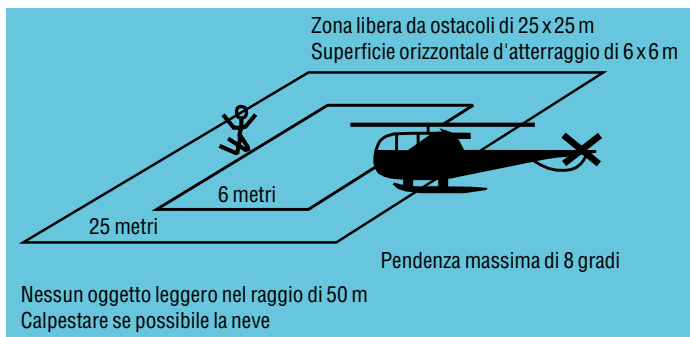 Zona libera da ostacoli di 25 x 25 m
Superficie orizzontale d'atterraggio di 6 x 6 m
6 metri
25 metri
Pendenza massima di 8 gradi
Nessun oggetto leggero nel raggio di 50 m
Calpestare se possibile la neve